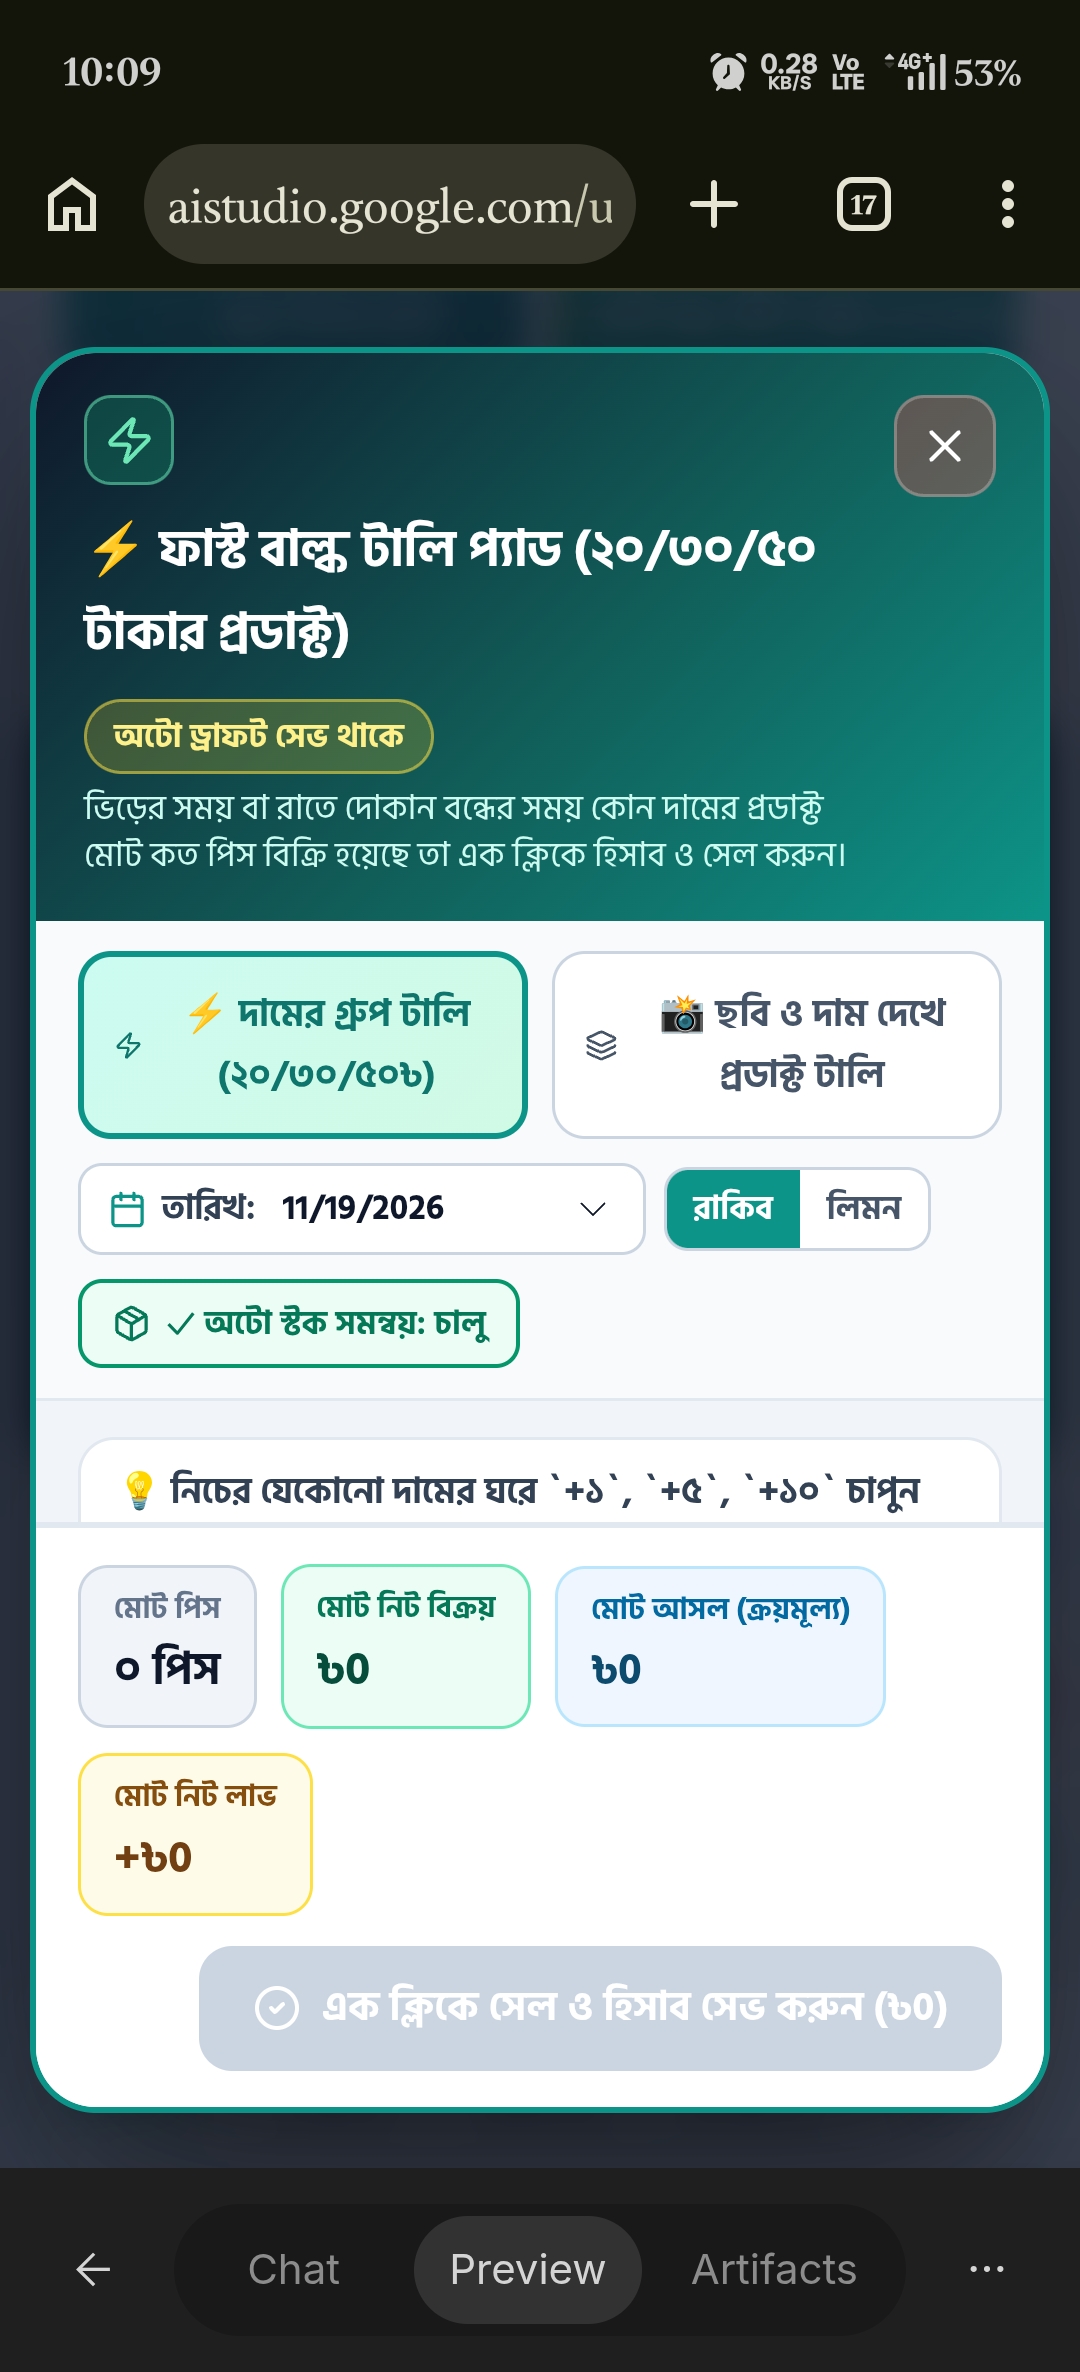 10:09
0.28 KB/S
Vo LTE
4G+
53%
aistudio.google.com/u
17
⚡ ফাস্ট বাল্ক টালি প্যাড (২০/৩০/৫০
টাকার প্রডাক্ট)
অটো ড্রাফট সেভ থাকে
ভিড়ের সময় বা রাতে দোকান বন্ধের সময় কোন দামের প্রডাক্ট
মোট কত পিস বিক্রি হয়েছে তা এক ক্লিকে হিসাব ও সেল করুন।
⚡ দামের গ্রুপ টালি
(২০/৩০/৫০৳)
📸 ছবি ও দাম দেখে
প্রডাক্ট টালি
তারিখ: 11/19/2026
রাকিব
লিমন
✓ অটো স্টক সমন্বয়: চালু
💡 নিচের যেকোনো দামের ঘরে `+১`, `+৫`, `+১০` চাপুন
মোট পিস
০ পিস
মোট নিট বিক্রয়
৳0
মোট আসল (ক্রয়মূল্য)
৳0
মোট নিট লাভ
+৳0
এক ক্লিকে সেল ও হিসাব সেভ করুন (৳0)
Chat
Preview
Artifacts